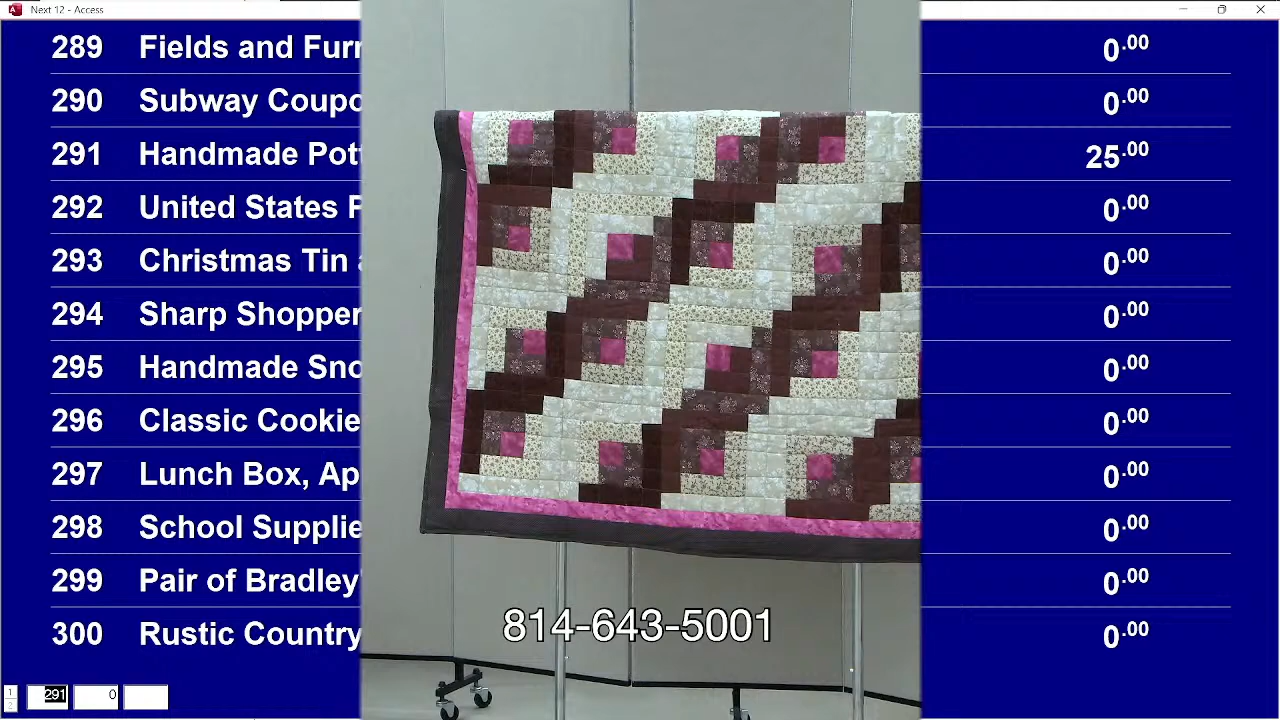 Next 12 - Access
289 Fields and Furr 0.00
290 Subway Coupo 0.00
291 Handmade Pot 25.00
292 United States 0.00
293 Christmas Tin 0.00
294 Sharp Shopper 0.00
295 Handmade Sno 0.00
296 Classic Cookie 0.00
297 Lunch Box, Ap 0.00
298 School Supplie 0.00
299 Pair of Bradley' 0.00
300 Rustic Country 0.00
814-643-5001
1
2
291 0